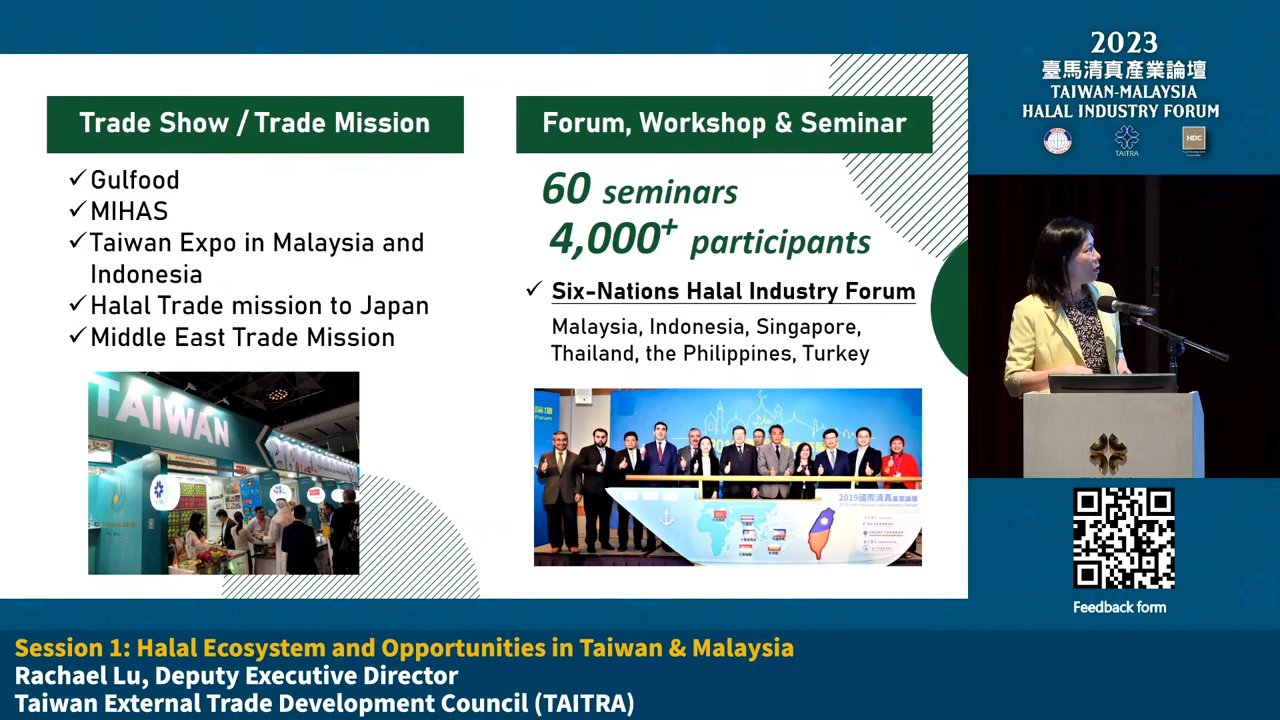 2023
臺馬清真產業論壇
TAIWAN-MALAYSIA
HALAL INDUSTRY FORUM
TAITRA
HDC
Trade Show / Trade Mission
✓Gulfood
✓MIHAS
✓Taiwan Expo in Malaysia and
Indonesia
✓Halal Trade mission to Japan
✓Middle East Trade Mission
TAIWAN
Forum, Workshop & Seminar
60 seminars
4,000+ participants
✓ Six-Nations Halal Industry Forum
Malaysia, Indonesia, Singapore,
Thailand, the Philippines, Turkey
論壇
Forum
2019國際清真產業論壇
Feedback form
Session 1: Halal Ecosystem and Opportunities in Taiwan & Malaysia
Rachael Lu, Deputy Executive Director
Taiwan External Trade Development Council (TAITRA)